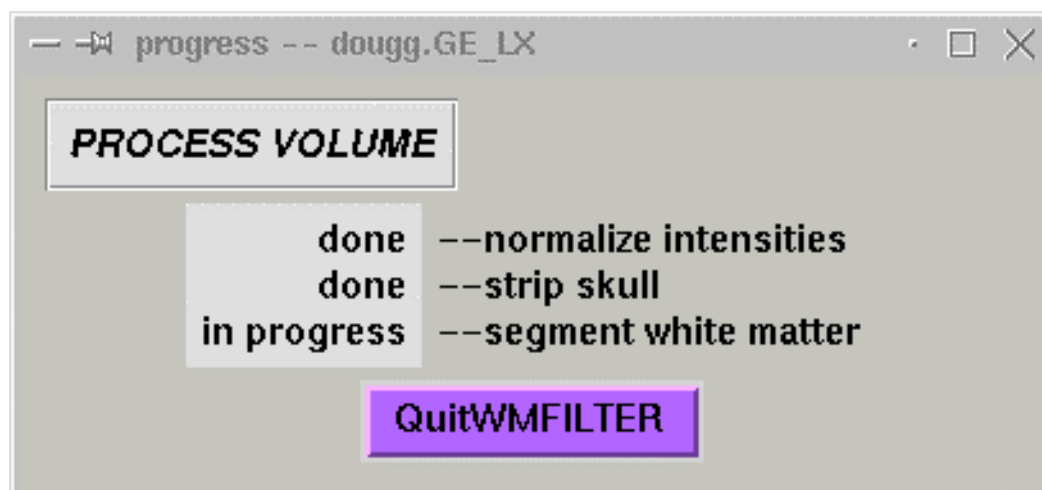 progress -- dougg.GE_LX
PROCESS VOLUME
done --normalize intensities
done --strip skull
in progress --segment white matter
QuitWMFILTER